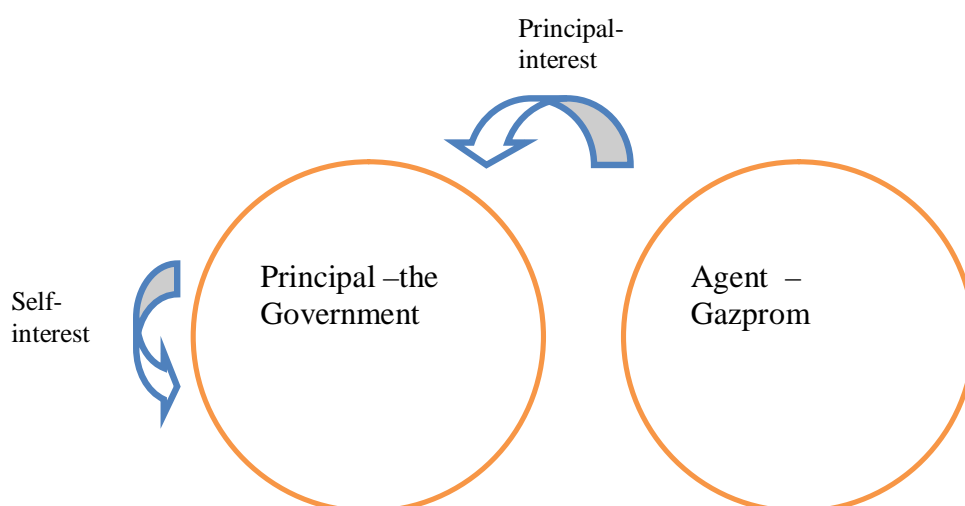 Principal-
interest
Principal –the
Government
Agent –
Gazprom
Self-
interest